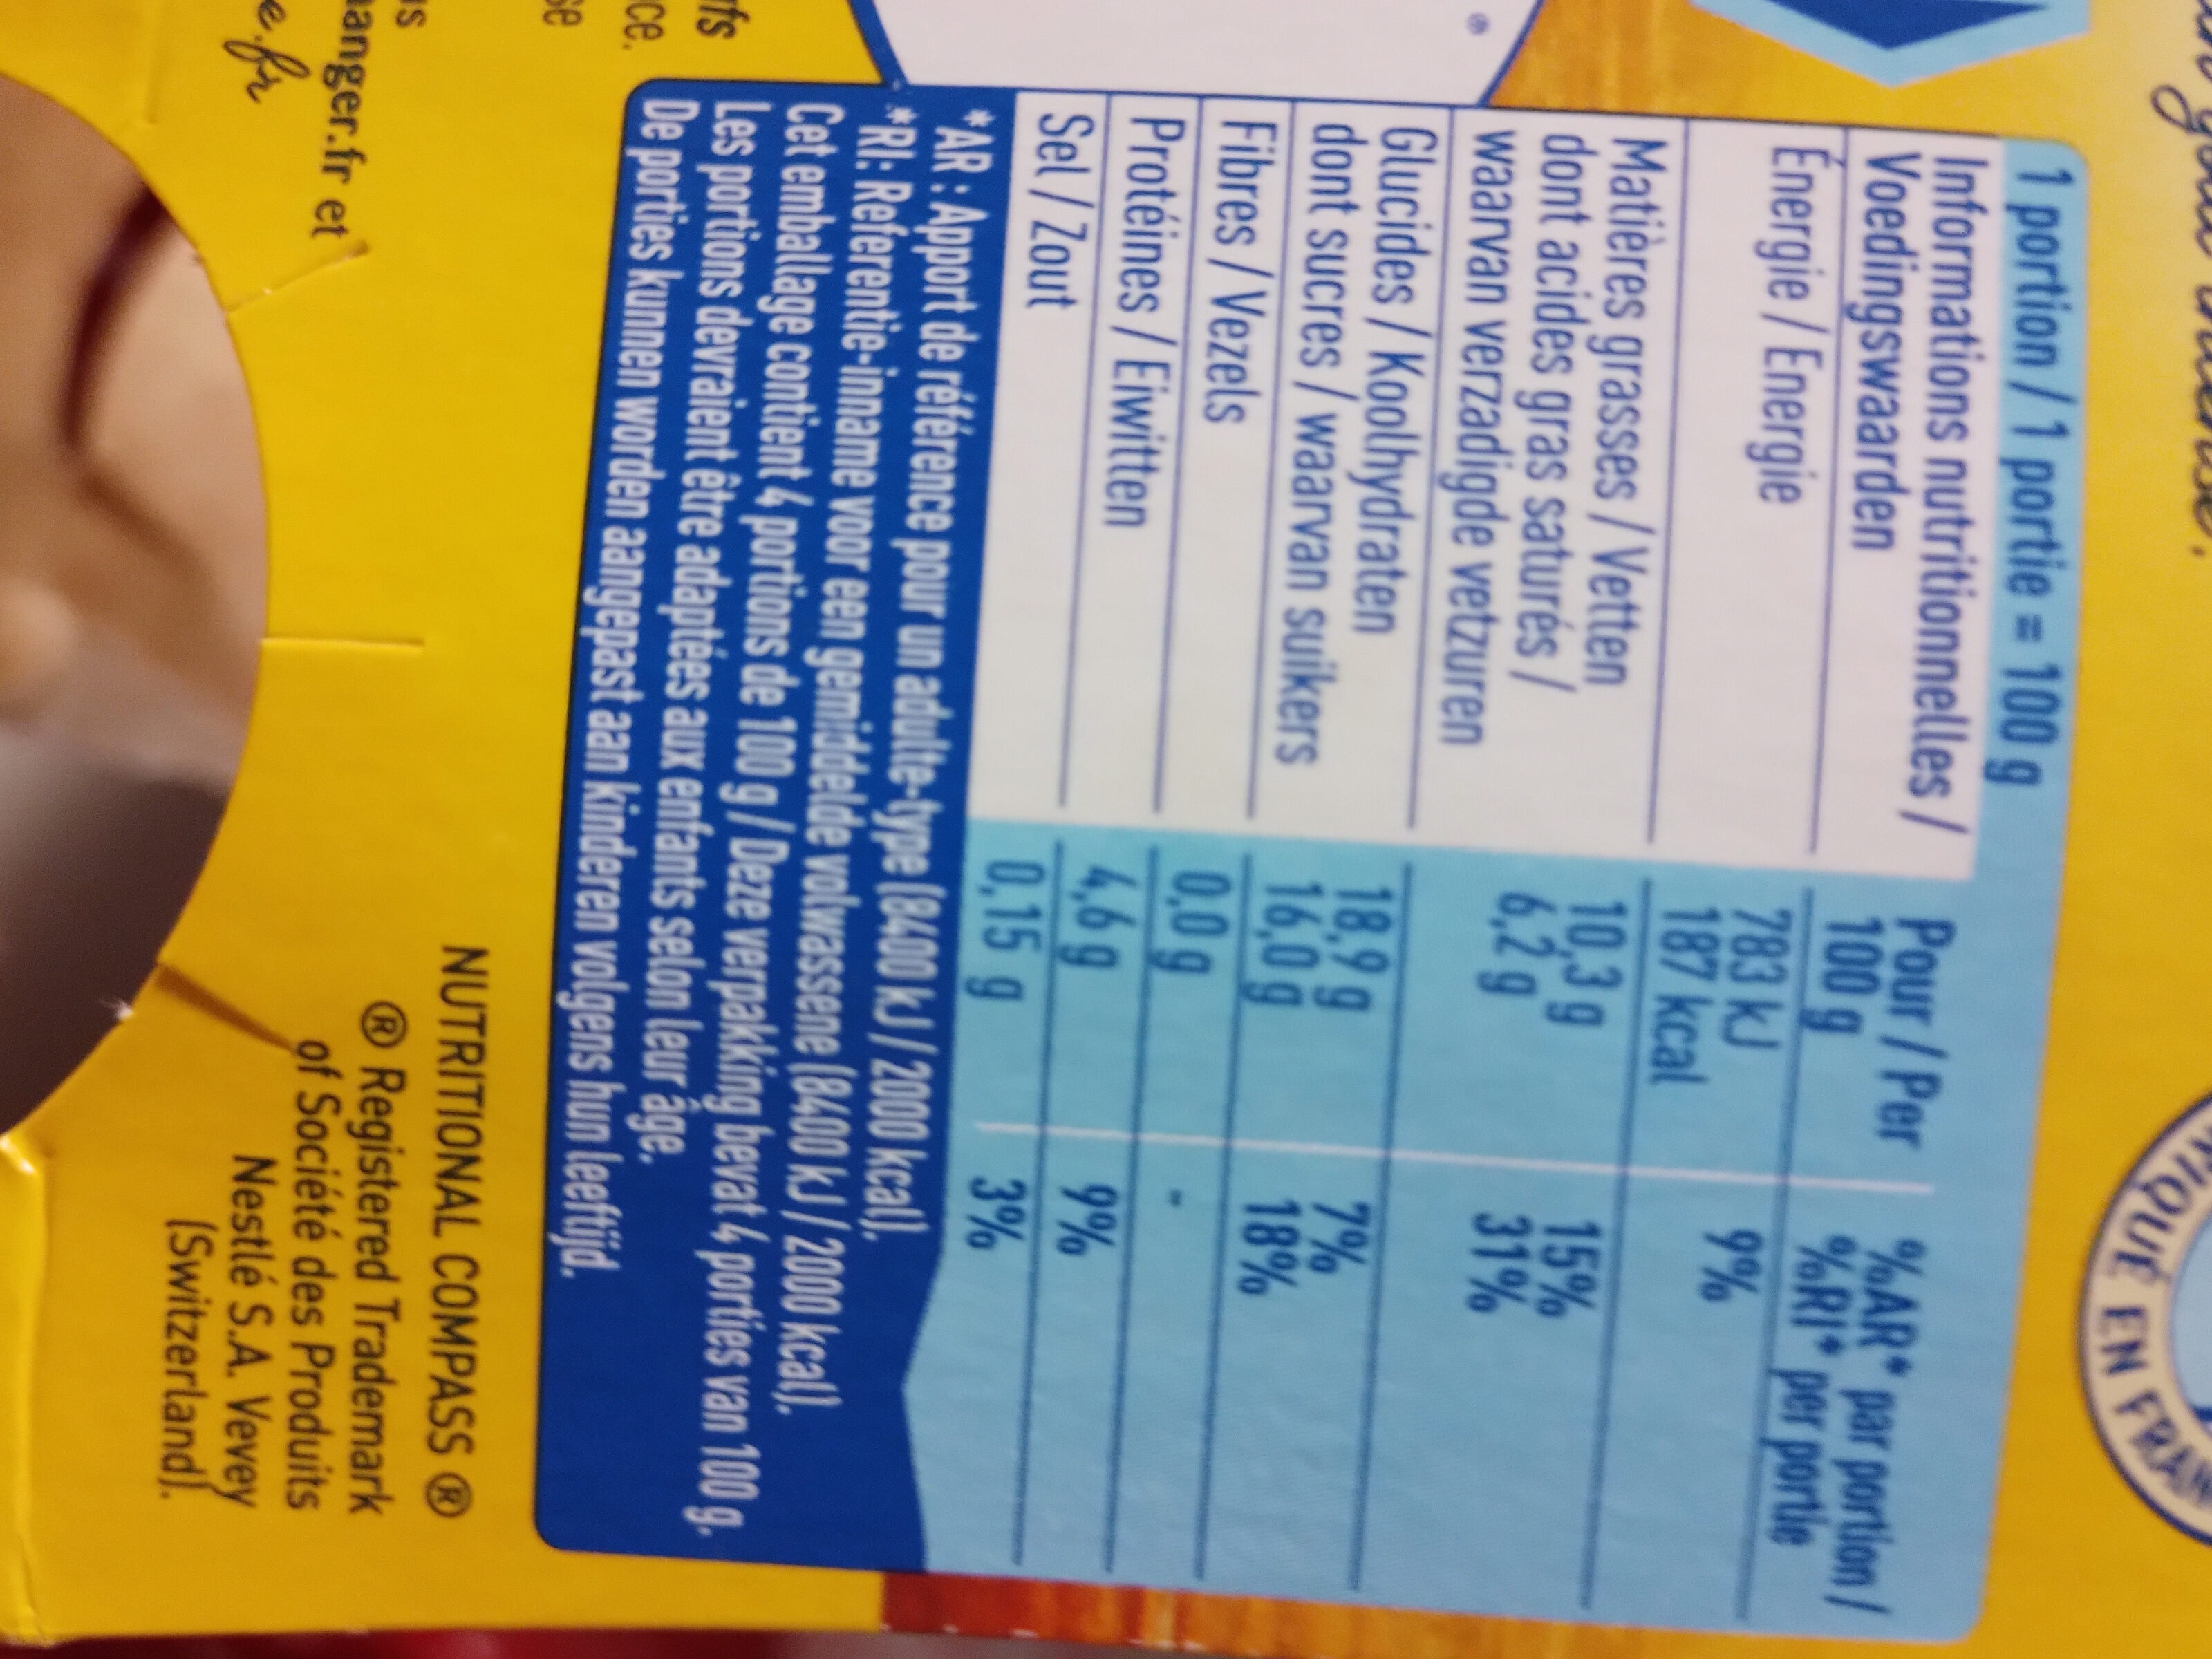 1 portion / 1 portie = 100 g
Informations nutritionnelles / Pour / Per %AR* par portion /
Voedingswaarden 100 g %RI* per portie
Énergie / Energie 783 kJ 9%
187 kcal
Matières grasses / Vetten 10,3 g 15%
dont acides gras saturés / 6,2 g 31%
waarvan verzadigde vetzuren
Glucides / Koolhydraten 18,9 g 7%
dont sucres / waarvan suikers 16,0 g 18%
Fibres / Vezels 0,0 g -
Protéines / Eiwitten 4,6 g 9%
Sel / Zout 0,15 g 3%
*AR : Apport de référence pour un adulte-type (8400 kJ / 2000 kcal).
*RI: Referentie-inname voor een gemiddelde volwassene (8400 kJ / 2000 kcal).
Cet emballage contient 4 portions de 100 g / Deze verpakking bevat 4 porties van 100 g.
Les portions devraient être adaptées aux enfants selon leur âge.
De porties kunnen worden aangepast aan kinderen volgens hun leeftijd.
NUTRITIONAL COMPASS ®
® Registered Trademark
of Société des Produits
Nestlé S.A. Vevey
(Switzerland).
anger.fr et
e.fr
EN FRAN